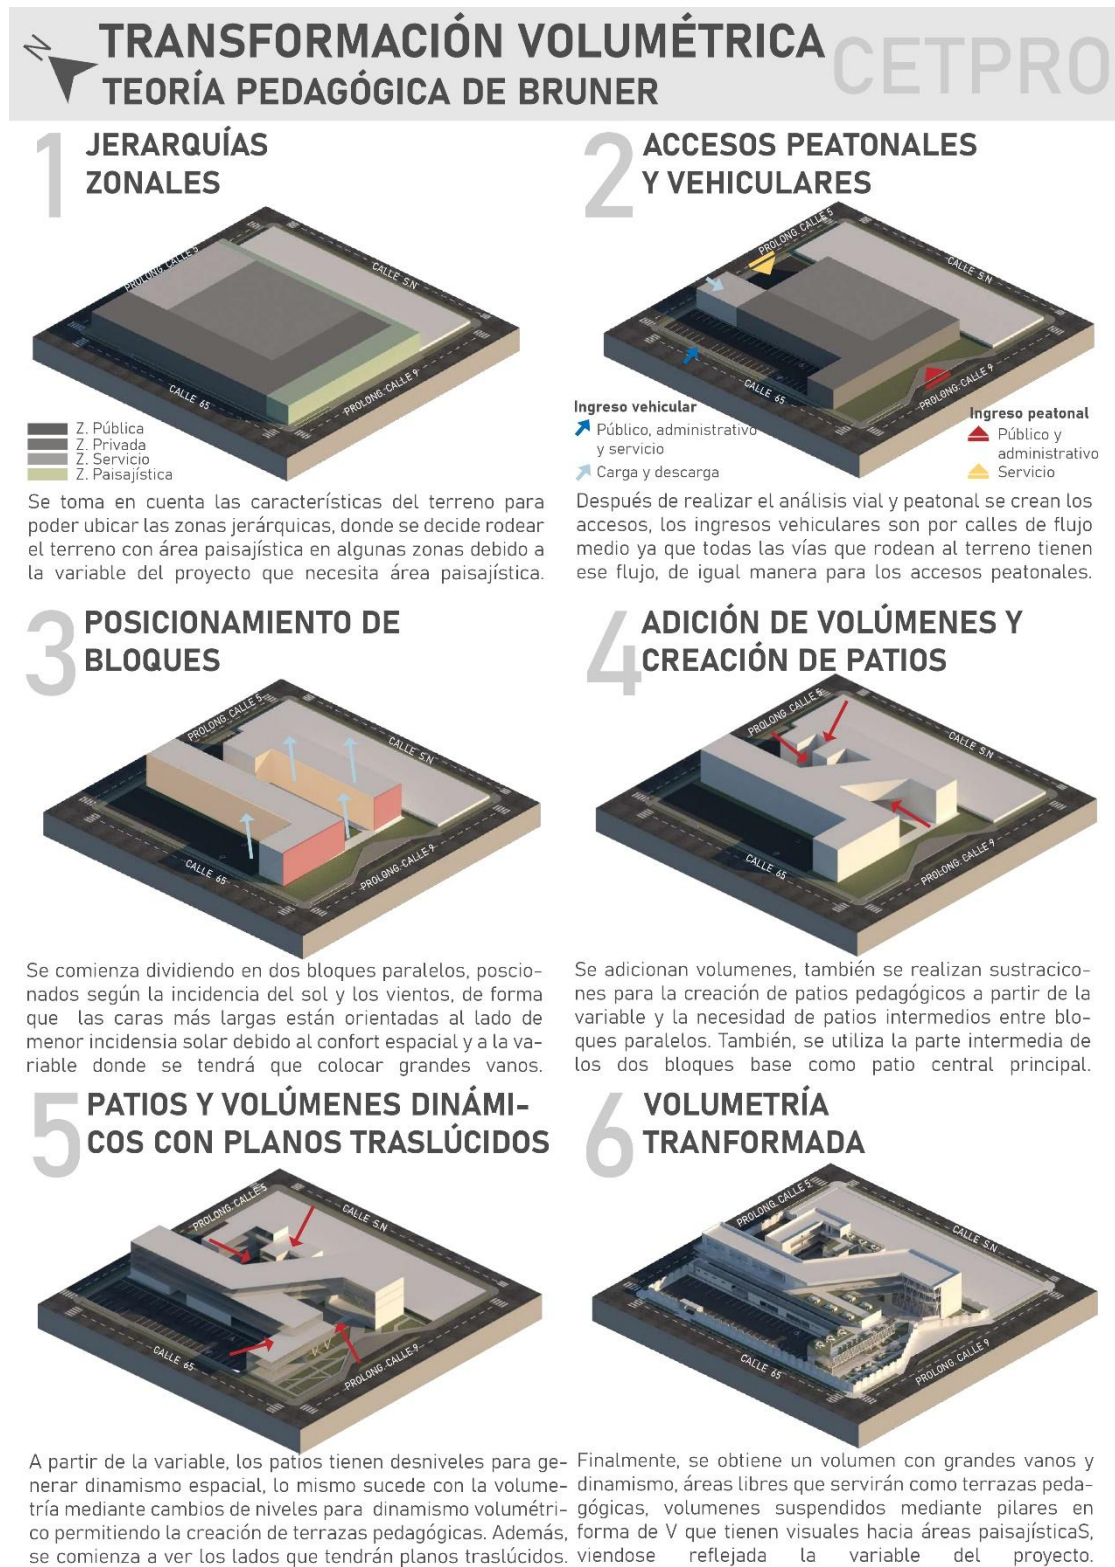 N
TRANSFORMACIÓN VOLUMÉTRICA
TEORÍA PEDAGÓGICA DE BRUNER
CETPRO
1
JERARQUÍAS
ZONALES
PROLONG. CALLE 5
CALLE S.N
CALLE 65
PROLONG. CALLE 9
Z. Pública
Z. Privada
Z. Servicio
Z. Paisajística
Se toma en cuenta las características del terreno para
poder ubicar las zonas jerárquicas, donde se decide rodear
el terreno con área paisajística en algunas zonas debido a
la variable del proyecto que necesita área paisajística.
2
ACCESOS PEATONALES
Y VEHICULARES
PROLONG. CALLE 5
CALLE S.N
CALLE 65
PROLONG. CALLE 9
Ingreso vehicular
Público, administrativo
y servicio
Carga y descarga
Ingreso peatonal
Público y
administrativo
Servicio
Después de realizar el análisis vial y peatonal se crean los
accesos, los ingresos vehiculares son por calles de flujo
medio ya que todas las vías que rodean al terreno tienen
ese flujo, de igual manera para los accesos peatonales.
3
POSICIONAMIENTO DE
BLOQUES
PROLONG. CALLE 5
CALLE S.N
CALLE 65
PROLONG. CALLE 9
Se comienza dividiendo en dos bloques paralelos, poscio-
nados según la incidencia del sol y los vientos, de forma
que las caras más largas están orientadas al lado de
menor incidensia solar debido al confort espacial y a la va-
riable donde se tendrá que colocar grandes vanos.
4
ADICIÓN DE VOLÚMENES Y
CREACIÓN DE PATIOS
PROLONG. CALLE 5
CALLE S.N
CALLE 65
PROLONG. CALLE 9
Se adicionan volumenes, también se realizan sustracico-
nes para la creación de patios pedagógicos a partir de la
variable y la necesidad de patios intermedios entre blo-
ques paralelos. También, se utiliza la parte intermedia de
los dos bloques base como patio central principal.
5
PATIOS Y VOLÚMENES DINÁMI-
COS CON PLANOS TRASLÚCIDOS
PROLONG. CALLE 5
CALLE S.N
CALLE 65
PROLONG. CALLE 9
A partir de la variable, los patios tienen desniveles para ge-
nerar dinamismo espacial, lo mismo sucede con la volume-
tría mediante cambios de niveles para dinamismo volumétri-
co permitiendo la creación de terrazas pedagógicas. Además,
se comienza a ver los lados que tendrán planos traslúcidos.
6
VOLUMETRÍA
TRANFORMADA
PROLONG. CALLE 5
CALLE S.N
CALLE 65
PROLONG. CALLE 9
Finalmente, se obtiene un volumen con grandes vanos y
dinamismo, áreas libres que servirán como terrazas peda-
gógicas, volumenes suspendidos mediante pilares en
forma de V que tienen visuales hacia áreas paisajísticaS,
viendose reflejada la variable del proyecto.